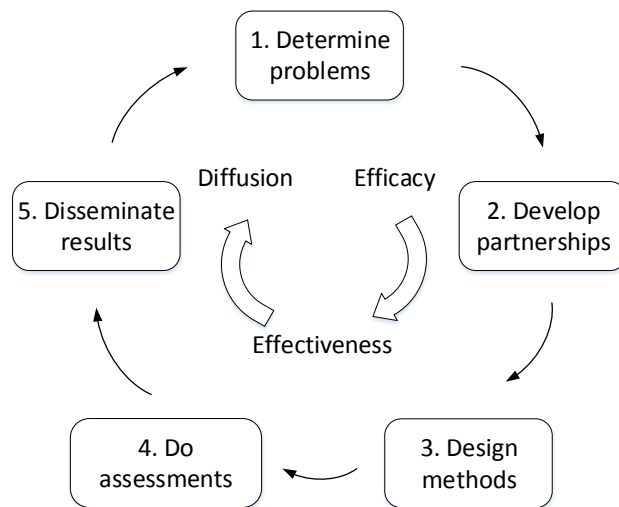 1. Determine
problems
Diffusion
Efficacy
5. Disseminate
results
2. Develop
partnerships
Effectiveness
4. Do
assessments
3. Design
methods